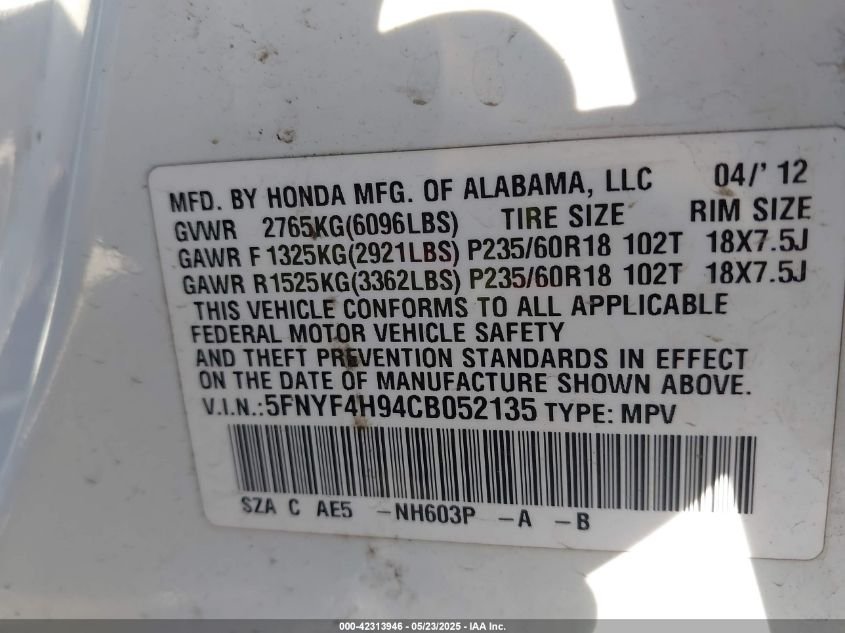 MFD. BY HONDA MFG. OF ALABAMA, LLC 04/' 12
GVWR 2765KG(6096LBS) TIRE SIZE RIM SIZE
GAWR F 1325KG(2921LBS) P235/60R18 102T 18X7.5J
GAWR R1525KG(3362LBS) P235/60R18 102T 18X7.5J
THIS VEHICLE CONFORMS TO ALL APPLICABLE
FEDERAL MOTOR VEHICLE SAFETY
AND THEFT PREVENTION STANDARDS IN EFFECT
ON THE DATE OF MANUFACTURE SHOWN ABOVE.
V.I.N.:5FNYF4H94CB052135 TYPE: MPV
SZA C AE5 -NH603P -A -B
000-42313946 - 05/23/2025 - IAA Inc.